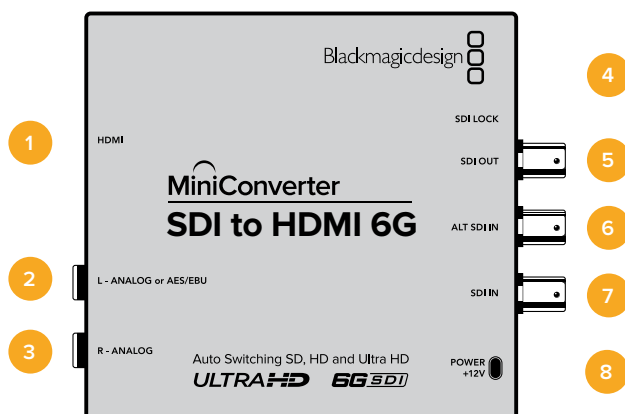 Blackmagicdesign
4
SDI LOCK
1
HDMI
SDI OUT
5
MiniConverter
SDI to HDMI 6G
ALT SDI IN
6
2
L - ANALOG or AES/EBU
SDI IN
7
3
R - ANALOG
Auto Switching SD, HD and Ultra HD
ULTRA HD 6G SDI
POWER
+12V
8